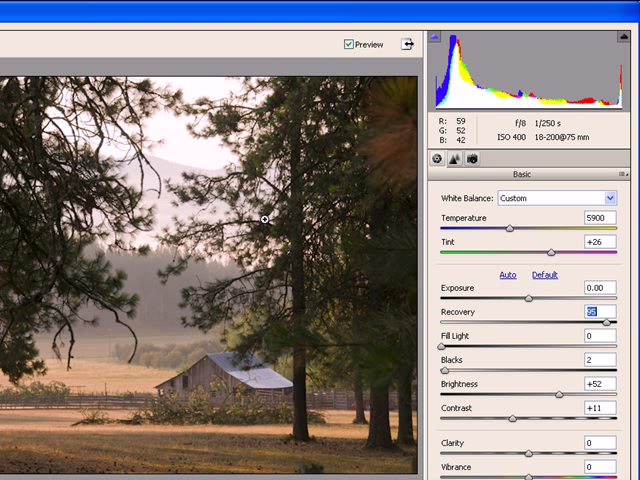 Preview
R: 59
G: 52
B: 42
f/8 1/250 s
ISO 400 18-200@75 mm
Basic
White Balance: Custom
Temperature 5900
Tint +26
Auto Default
Exposure 0.00
Recovery 95
Fill Light 0
Blacks 2
Brightness +52
Contrast +11
Clarity 0
Vibrance 0